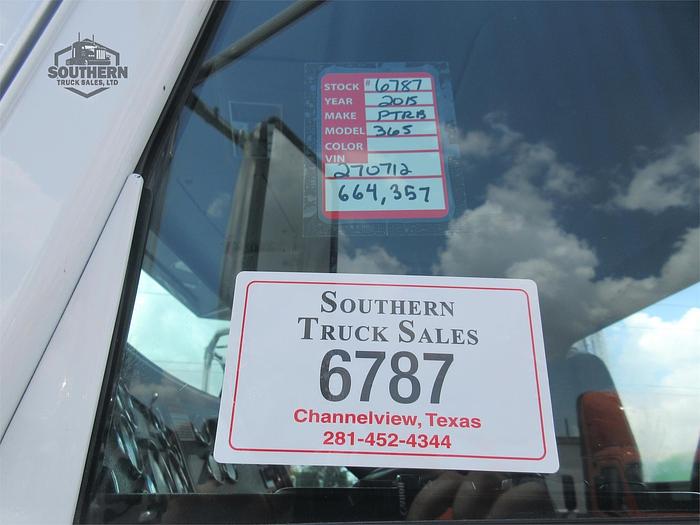 SOUTHERN
TRUCK SALES, LTD
STOCK # 6787
YEAR 2015
MAKE PTRB
MODEL 365
COLOR
VIN
270712
664,357
SOUTHERN
TRUCK SALES
6787
Channelview, Texas
281-452-4344